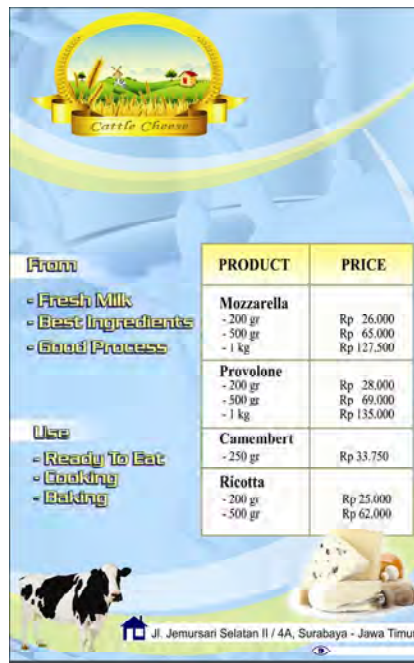 Cattle Cheese
From
- Fresh Milk
- Best Ingredients
- Good Process
Use
- Ready To Eat
- Cooking
- Baking
PRODUCT PRICE
Mozzarella
- 200 gr Rp 26.000
- 500 gr Rp 65.000
- 1 kg Rp 127.500
Provolone
- 200 gr Rp 28.000
- 500 gr Rp 69.000
- 1 kg Rp 135.000
Camembert
- 250 gr Rp 33.750
Ricotta
- 200 gr Rp 25.000
- 500 gr Rp 62.000
Jl. Jemursari Selatan II / 4A, Surabaya - Jawa Timur